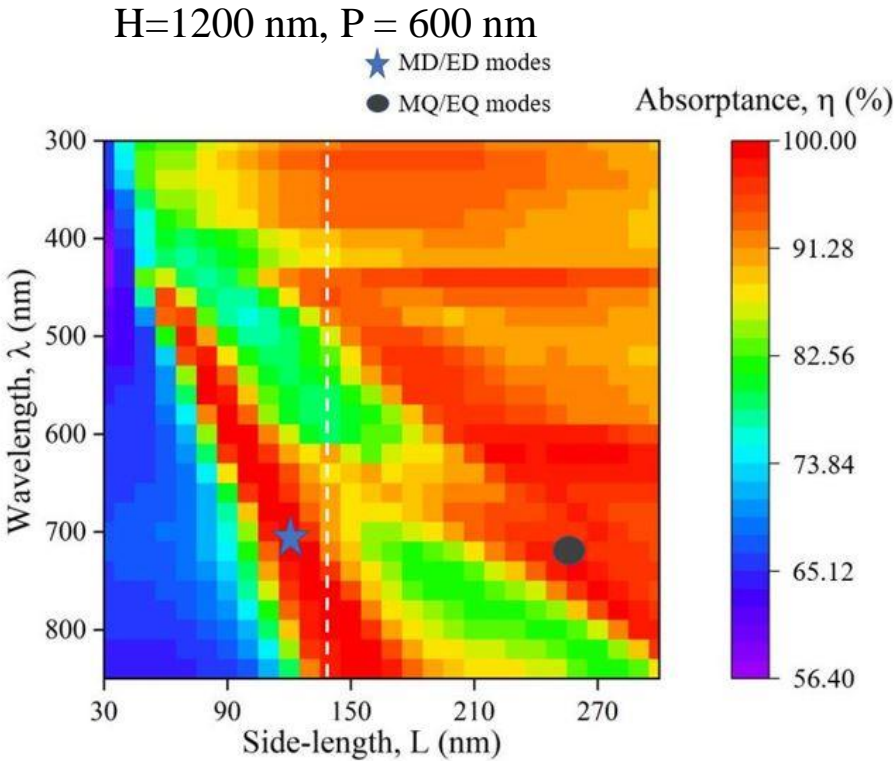 H=1200 nm, P = 600 nm
MD/ED modes
MQ/EQ modes
Absorptance, η (%)
300
400
500
600
700
800
Wavelength, λ (nm)
30
90
150
210
270
Side-length, L (nm)
100.00
91.28
82.56
73.84
65.12
56.40